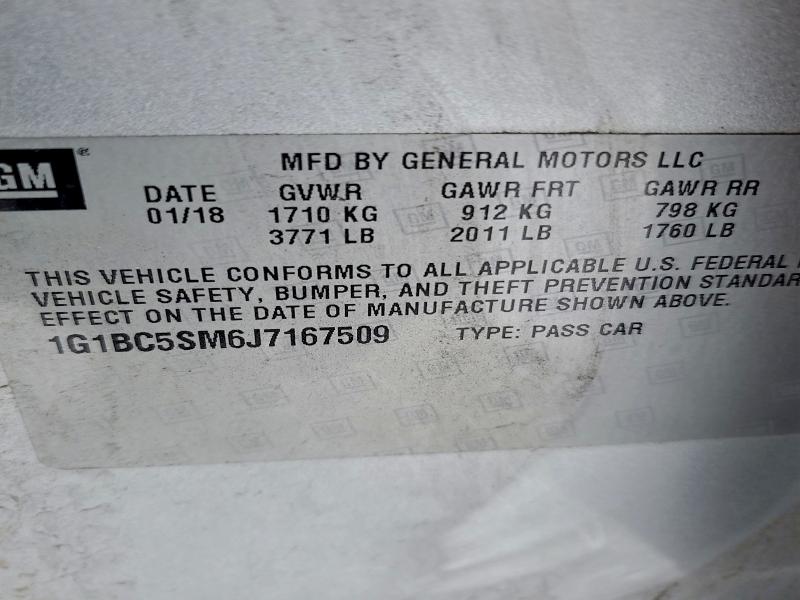 GM®
MFD BY GENERAL MOTORS LLC
DATE GVWR GAWR FRT GAWR RR
01/18 1710 KG 912 KG 798 KG
3771 LB 2011 LB 1760 LB
THIS VEHICLE CONFORMS TO ALL APPLICABLE U.S. FEDERAL
VEHICLE SAFETY, BUMPER, AND THEFT PREVENTION STANDAR
EFFECT ON THE DATE OF MANUFACTURE SHOWN ABOVE.
1G1BC5SM6J7167509 TYPE: PASS CAR